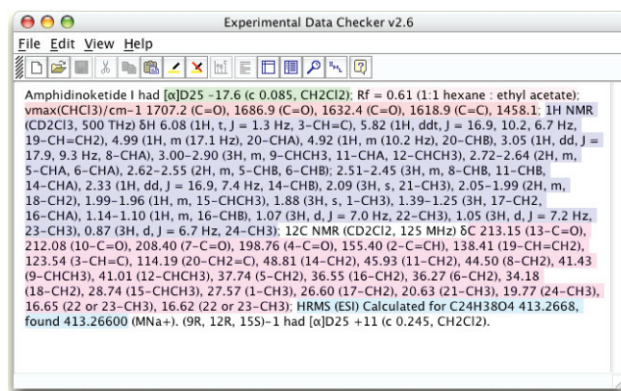 Experimental Data Checker v2.6
File Edit View Help
Amphidinoketide I had [α]D25 -17.6 (c 0.085, CH2Cl2); Rf = 0.61 (1:1 hexane : ethyl acetate);
vmax(CHCl3)/cm-1 1707.2 (C=O), 1686.9 (C=O), 1632.4 (C=O), 1618.9 (C=C), 1458.1; 1H NMR
(CD2Cl3, 500 THz) δH 6.08 (1H, t, J = 1.3 Hz, 3-CH=C), 5.82 (1H, ddt, J = 16.9, 10.2, 6.7 Hz,
19-CH=CH2), 4.99 (1H, m (17.1 Hz), 20-CHA), 4.92 (1H, m (10.2 Hz), 20-CHB), 3.05 (1H, dd, J =
17.9, 9.3 Hz, 8-CHA), 3.00-2.90 (3H, m, 9-CHCH3, 11-CHA, 12-CHCH3), 2.72-2.64 (2H, m,
5-CHA, 6-CHA), 2.62-2.55 (2H, m, 5-CHB, 6-CHB); 2.51-2.45 (3H, m, 8-CHB, 11-CHB,
14-CHA), 2.33 (1H, dd, J = 16.9, 7.4 Hz, 14-CHB), 2.09 (3H, s, 21-CH3), 2.05-1.99 (2H, m,
18-CH2), 1.99-1.96 (1H, m, 15-CHCH3), 1.88 (3H, s, 1-CH3), 1.39-1.25 (3H, 17-CH2,
16-CHA), 1.14-1.10 (1H, m, 16-CHB), 1.07 (3H, d, J = 7.0 Hz, 22-CH3), 1.05 (3H, d, J = 7.2 Hz,
23-CH3), 0.87 (3H, d, J = 6.7 Hz, 24-CH3); 12C NMR (CD2Cl2, 125 MHz) δC 213.15 (13-C=O),
212.08 (10-C=O), 208.40 (7-C=O), 198.76 (4-C=O), 155.40 (2-C=CH), 138.41 (19-CH=CH2),
123.54 (3-CH=C), 114.19 (20-CH2=C), 48.81 (14-CH2), 45.93 (11-CH2), 44.50 (8-CH2), 41.43
(9-CHCH3), 41.01 (12-CHCH3), 37.74 (5-CH2), 36.55 (16-CH2), 36.27 (6-CH2), 34.18
(18-CH2), 28.74 (15-CHCH3), 27.57 (1-CH3), 26.60 (17-CH2), 20.63 (21-CH3), 19.77 (24-CH3),
16.65 (22 or 23-CH3), 16.62 (22 or 23-CH3); HRMS (ESI) Calculated for C24H38O4 413.2668,
found 413.26600 (MNa+). (9R, 12R, 15S)-1 had [α]D25 +11 (c 0.245, CH2Cl2).